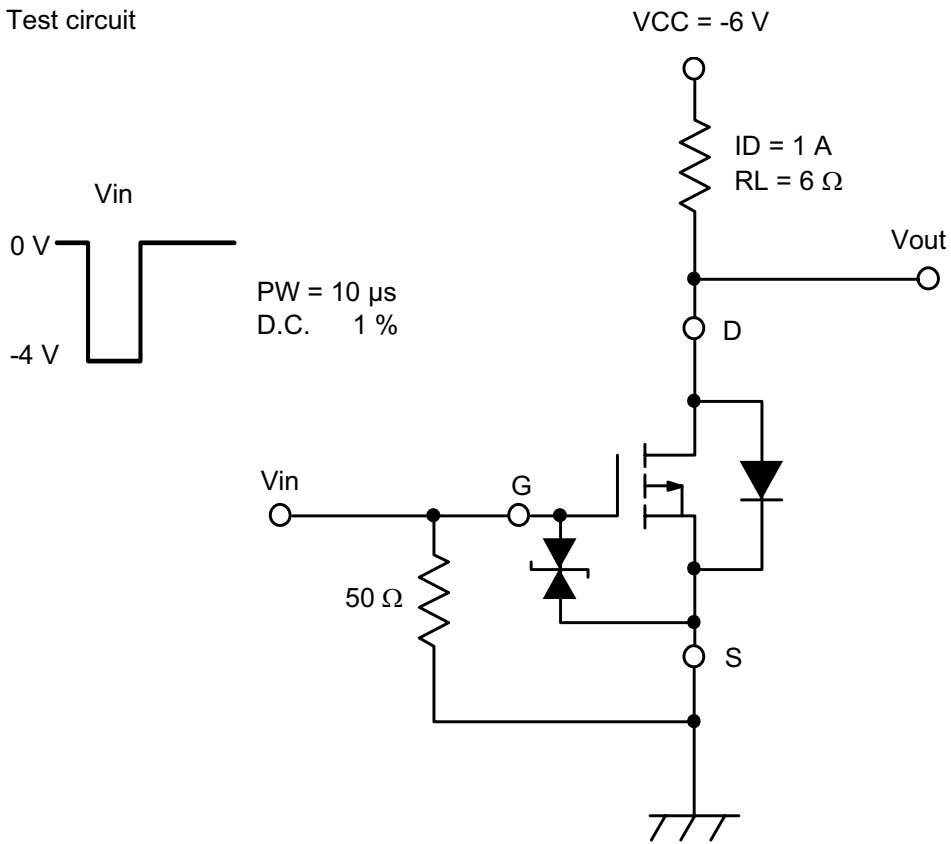 Test circuit
VCC = -6 V
ID = 1 A
RL = 6 Ω
Vin
0 V
Vout
PW = 10 µs
D.C. 1 %
-4 V
D
Vin
G
50 Ω
S